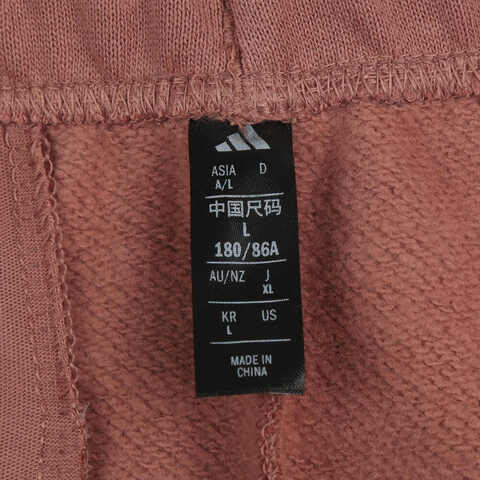 ASIA D
A/L
中国尺码
L
180/86A
AU/NZ J
XL
KR US
L
MADE IN
CHINA